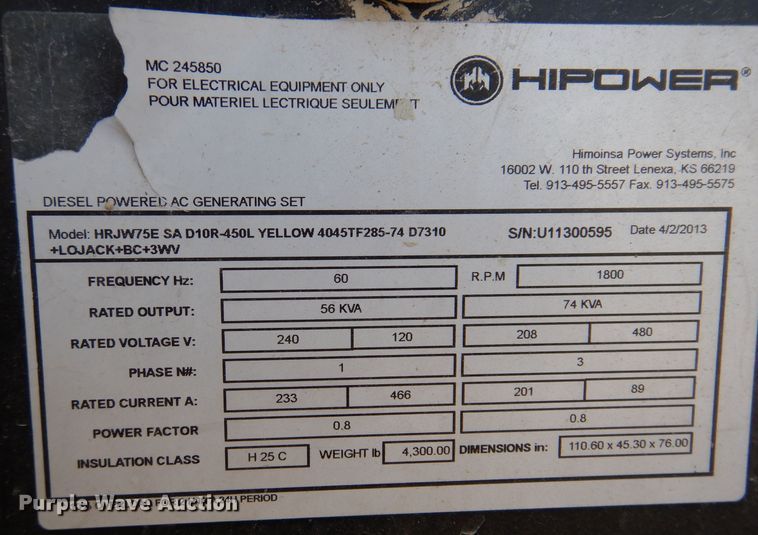 MC 245850
FOR ELECTRICAL EQUIPMENT ONLY
POUR MATERIEL LECTRIQUE SEULEMENT
HIPOWER®
Himoinsa Power Systems, Inc
16002 W. 110 th Street Lenexa, KS 66219
Tel. 913-495-5557 Fax. 913-495-5575
DIESEL POWERED AC GENERATING SET
Model: HRJW75E SA D10R-450L YELLOW 4045TF285-74 D7310 S/N:U11300595 Date 4/2/2013
+LOJACK+BC+3WV
FREQUENCY Hz: 60 R.P.M 1800
RATED OUTPUT: 56 KVA 74 KVA
RATED VOLTAGE V: 240 120 208 480
PHASE N#: 1 3
RATED CURRENT A: 233 466 201 89
POWER FACTOR 0.8 0.8
INSULATION CLASS H 25 C WEIGHT lb 4,300.00 DIMENSIONS in: 110.60 x 45.30 x 76.00
PERIOD
Purple Wave Auction